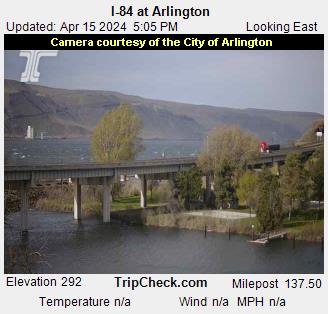 I-84 at Arlington
Updated: Apr 15 2024 5:05 PM Looking East
Camera courtesy of the City of Arlington
Elevation 292 TripCheck.com Milepost 137.50
Temperature n/a Wind n/a MPH n/a